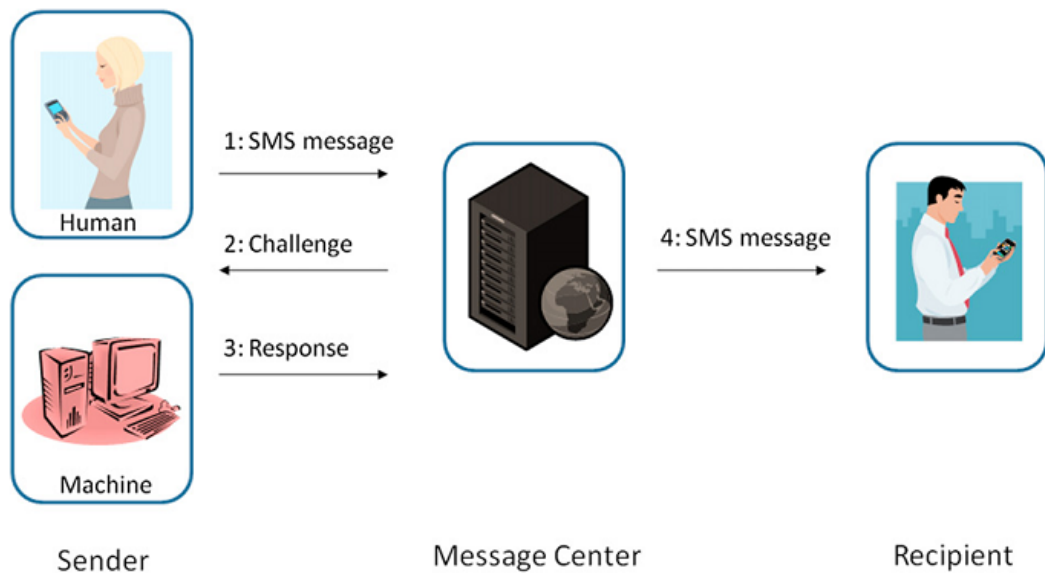 Human
1: SMS message
2: Challenge
3: Response
Machine
4: SMS message
Sender
Message Center
Recipient